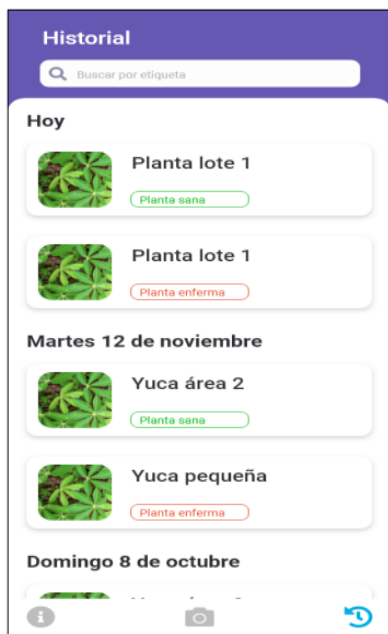 Historial
Buscar por etiqueta
Hoy
Planta lote 1
Planta sana
Planta lote 1
Planta enferma
Martes 12 de noviembre
Yuca área 2
Planta sana
Yuca pequeña
Planta enferma
Domingo 8 de octubre